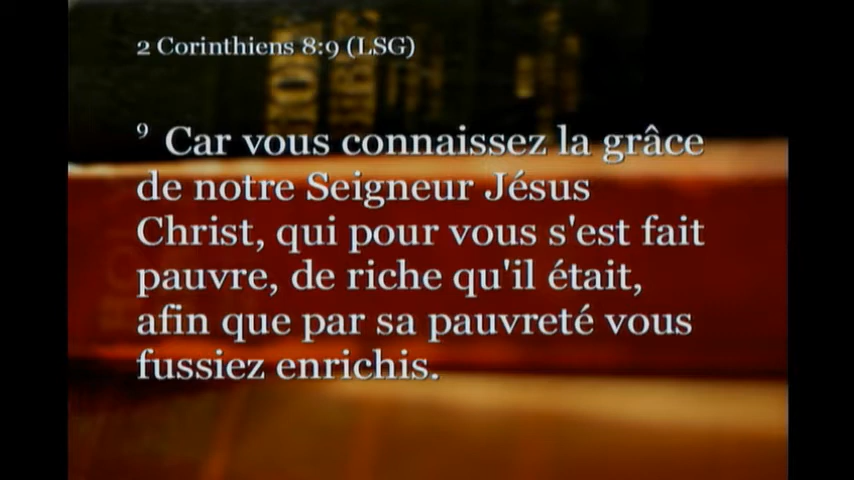 2 Corinthiens 8:9 (LSG)
9 Car vous connaissez la grâce
de notre Seigneur Jésus
Christ, qui pour vous s'est fait
pauvre, de riche qu'il était,
afin que par sa pauvreté vous
fussiez enrichis.